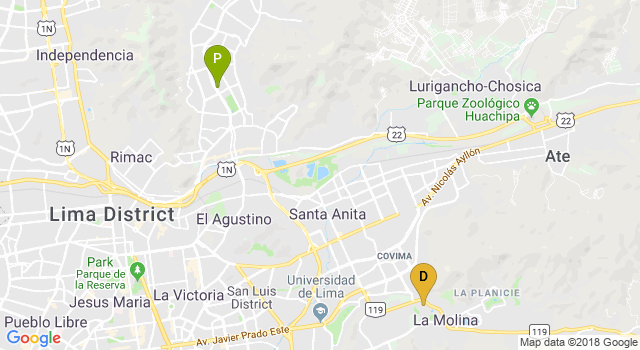 1N
Independencia
P
Lurigancho-Chosica
Parque Zoológico
Huachipa
22
22
1N
Rimac
1N
Ate
Av. Nicolás Ayllón
Lima District
El Agustino
Santa Anita
COVIMA
Park
Parque de
la Reserva
D
San Luis
District
Universidad
de Lima
LA PLANICIE
La Victoria
Jesus Maria
119
La Molina
Pueblo Libre
Av. Javier Prado Este
119
Google
Map data ©2018 Google